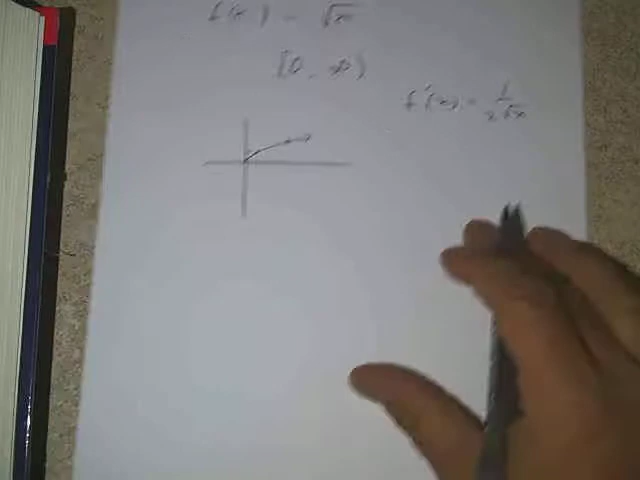 f(x) = √x
[0, ∞)
f'(x) = 1/2√x